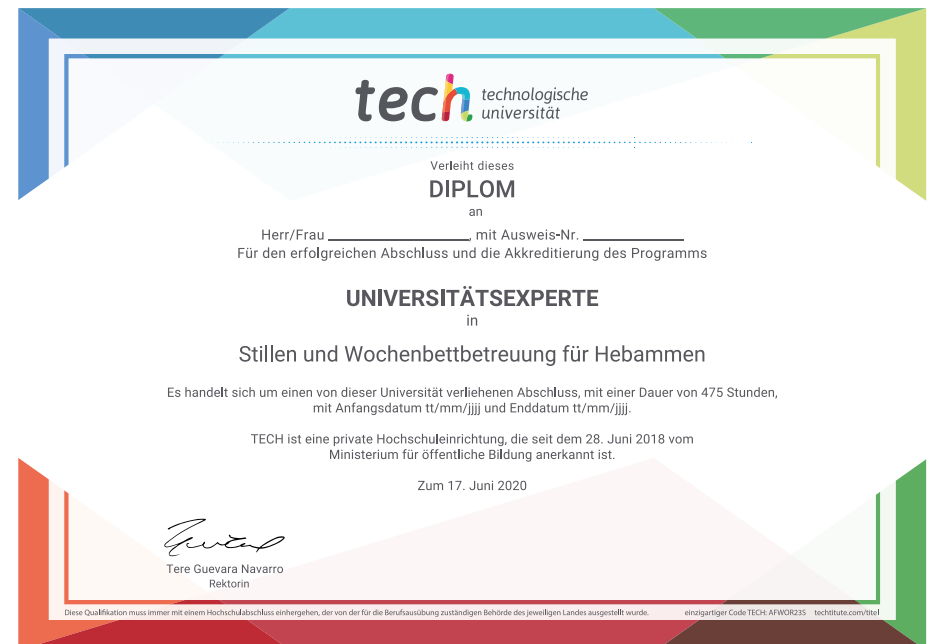 tech technologische
universität
Verleiht dieses
DIPLOM
an
Herr/Frau ________________, mit Ausweis-Nr. ____________
Für den erfolgreichen Abschluss und die Akkreditierung des Programms
UNIVERSITÄTSEXPERTE
in
Stillen und Wochenbettbetreuung für Hebammen
Es handelt sich um einen von dieser Universität verliehenen Abschluss, mit einer Dauer von 475 Stunden,
mit Anfangsdatum tt/mm/jjjj und Enddatum tt/mm/jjjj.
TECH ist eine private Hochschuleinrichtung, die seit dem 28. Juni 2018 vom
Ministerium für öffentliche Bildung anerkannt ist.
Zum 17. Juni 2020
Tere Guevara Navarro
Rektorin
Diese Qualifikation muss immer mit einem Hochschulabschluss einhergehen, der von der für die Berufsausübung zuständigen Behörde des jeweiligen Landes ausgestellt wurde. einzigartiger Code TECH: AFWOR23S techtitute.com/titel